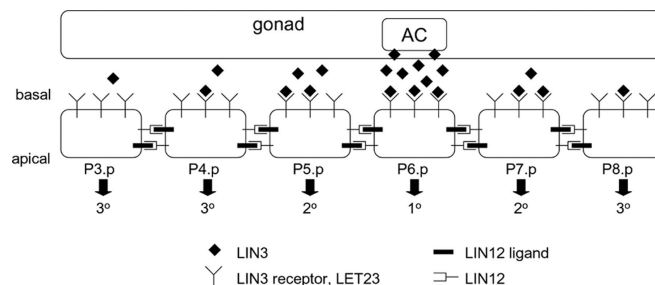 gonad
AC
basal
apical
P3.p P4.p P5.p P6.p P7.p P8.p
3º 3º 2º 1º 2º 3º
LIN3 LIN12 ligand
LIN3 receptor, LET23 LIN12